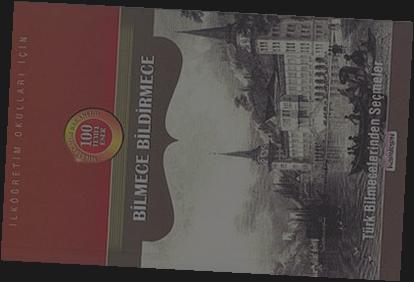 İLKÖĞRETİM OKULLARI İÇİN
100
TEMEL
ESER
BİLMECE BİLDİRMECE
Türk Bilmecelerinden Seçmeler